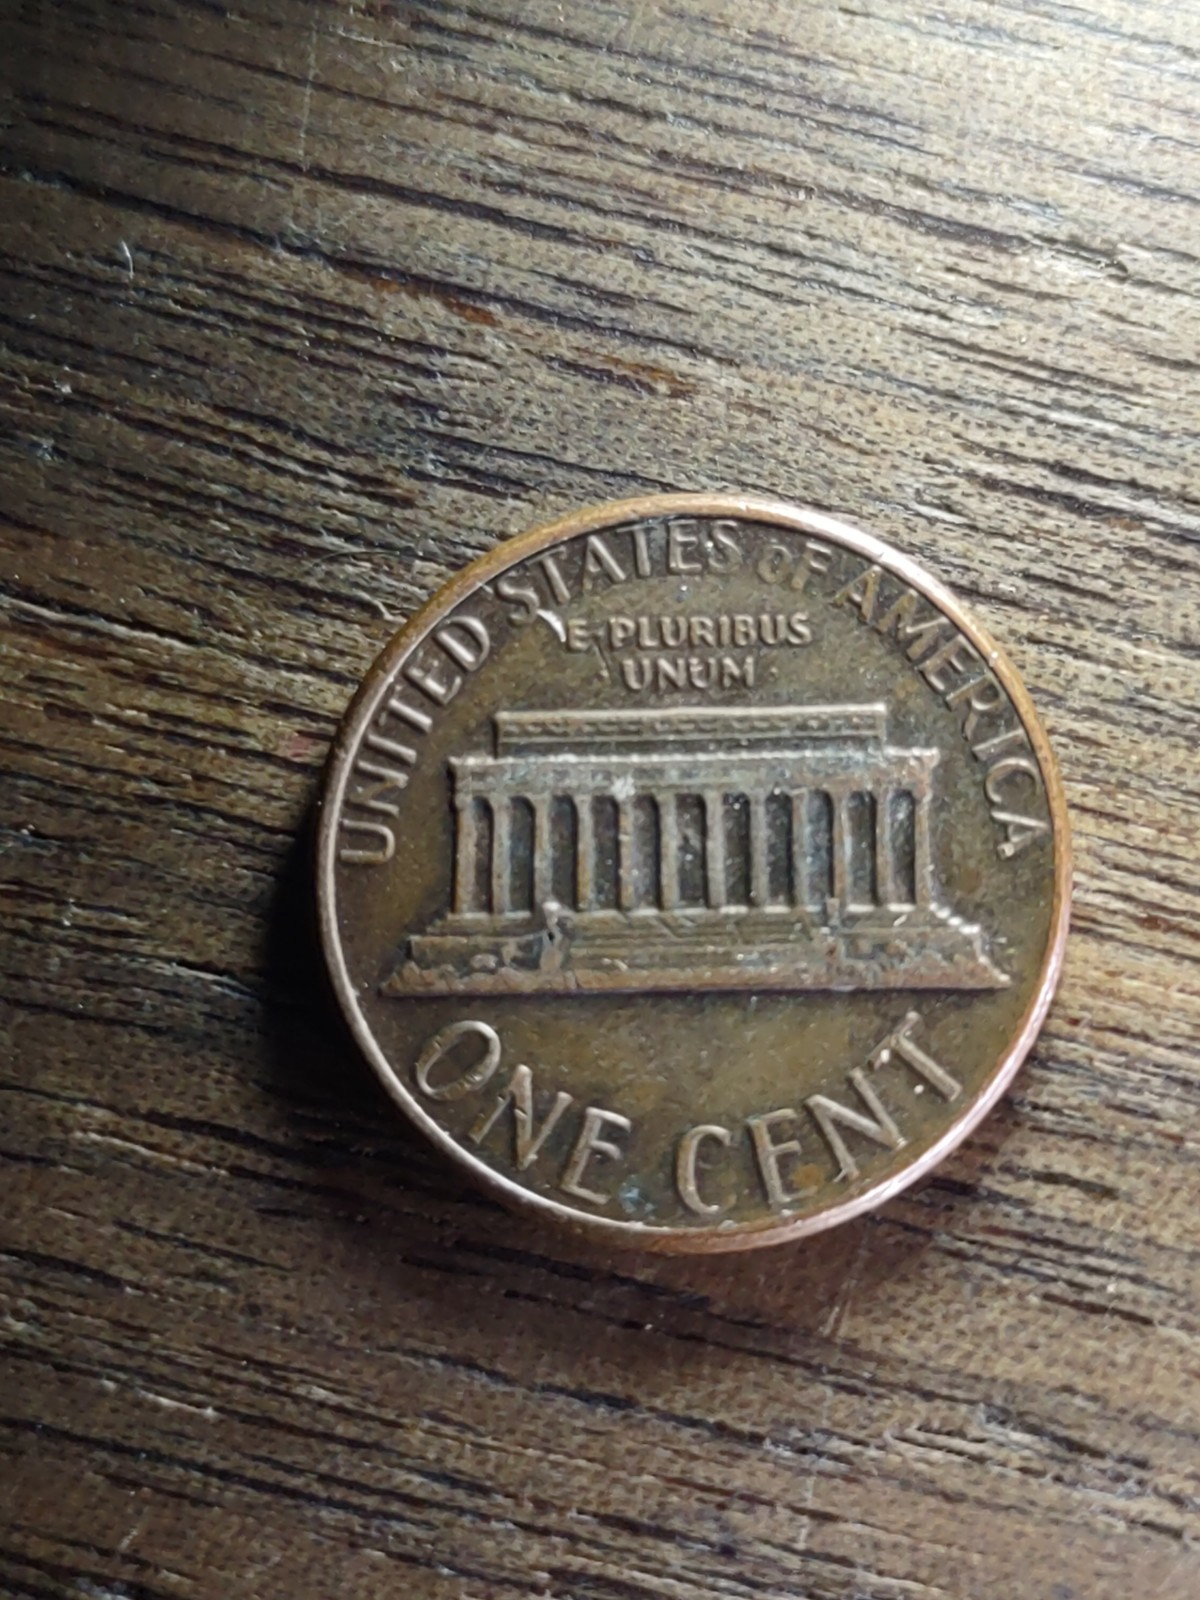 UNITED STATES OF AMERICA
E·PLURIBUS
·UNUM·
ONE CENT